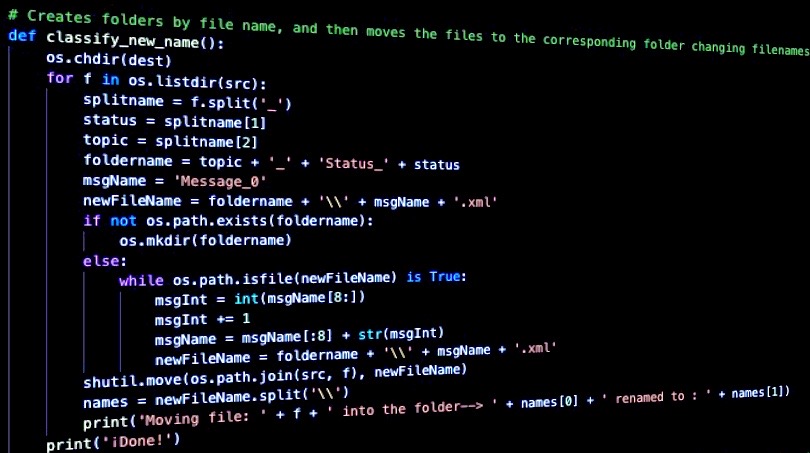 # Creates folders by file name, and then moves the files to the corresponding folder changing filenames
def classify_new_name():
    os.chdir(dest)
    for f in os.listdir(src):
        splitname = f.split('_')
        status = splitname[1]
        topic = splitname[2]
        foldername = topic + '_' + 'Status_' + status
        msgName = 'Message_0'
        newFileName = foldername + '\\' + msgName + '.xml'
        if not os.path.exists(foldername):
            os.mkdir(foldername)
        else:
            while os.path.isfile(newFileName) is True:
                msgInt = int(msgName[8:])
                msgInt += 1
                msgName = msgName[:8] + str(msgInt)
                newFileName = foldername + '\\' + msgName + '.xml'
        shutil.move(os.path.join(src, f), newFileName)
        names = newFileName.split('\\')
        print('Moving file: ' + f + ' into the folder--> ' + names[0] + ' renamed to : ' + names[1])
    print('¡Done!')